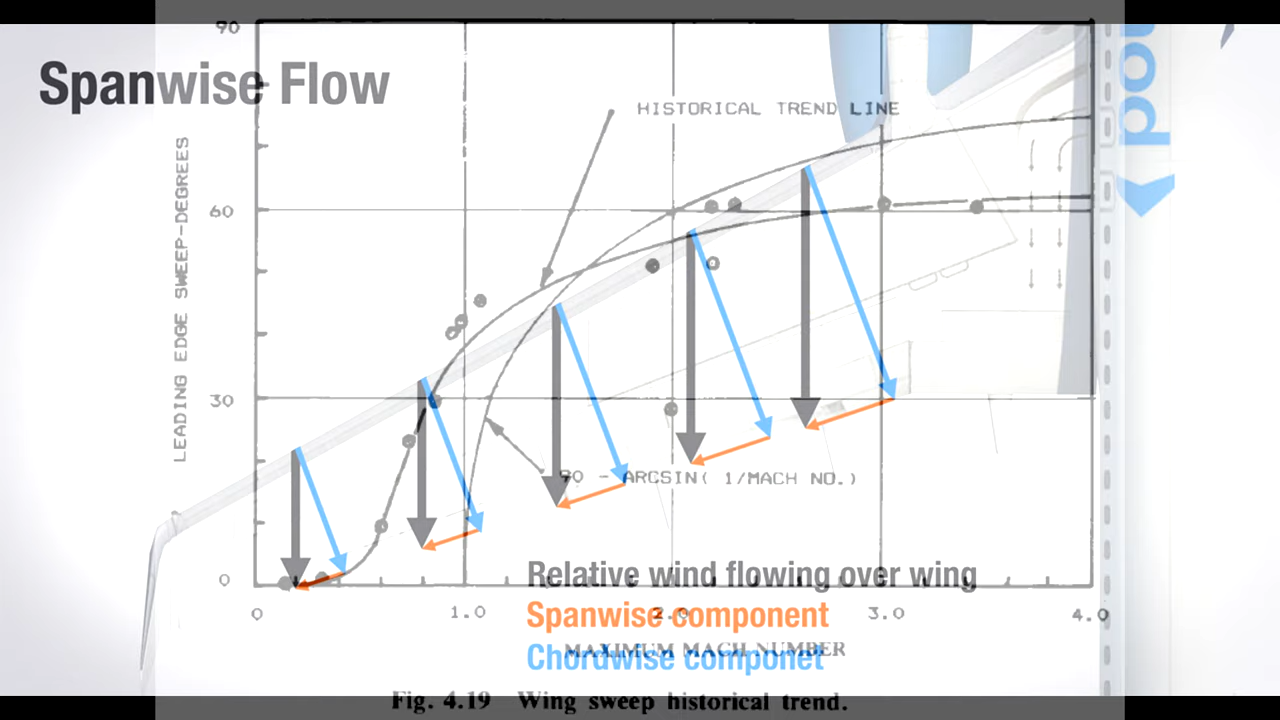 90
Spanwise Flow
HISTORICAL TREND LINE
LEADING EDGE SWEEP-DEGREES
60
30
90 - ARCSIN( 1/MACH NO.)
0
Relative wind flowing over wing
0 1.0 2.0 3.0 4.0
Spanwise component
MAXIMUM MACH NUMBER
Chordwise componet
Fig. 4.19 Wing sweep historical trend.